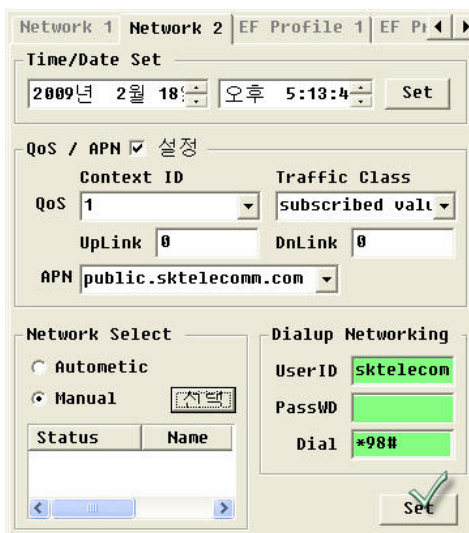 Network 1 Network 2 EF Profile 1 EF
Time/Date Set
2009년 2월 18 오후 5:13:4 Set
QoS / APN 설정
Context ID Traffic Class
QoS 1 subscribed
UpLink 0 DnLink 0
APN public.sktelecomm.com
Network Select
Autometic
Manual 선택
Status Name
Dialup Networking
UserID sktelecom
PassWD
Dial *98#
Set